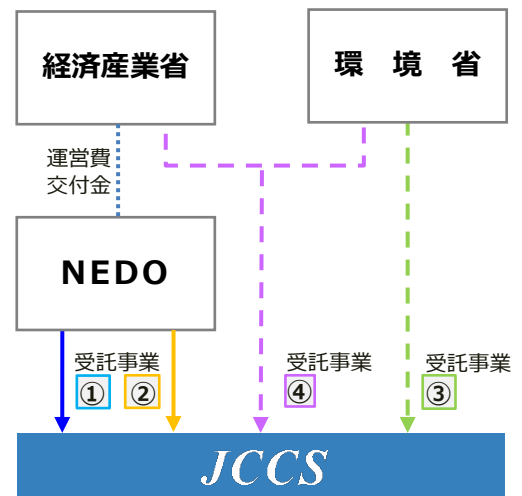 経済産業省
環 境 省
運営費
交付金
NEDO
受託事業
① ②
受託事業
④
受託事業
③
JCCS